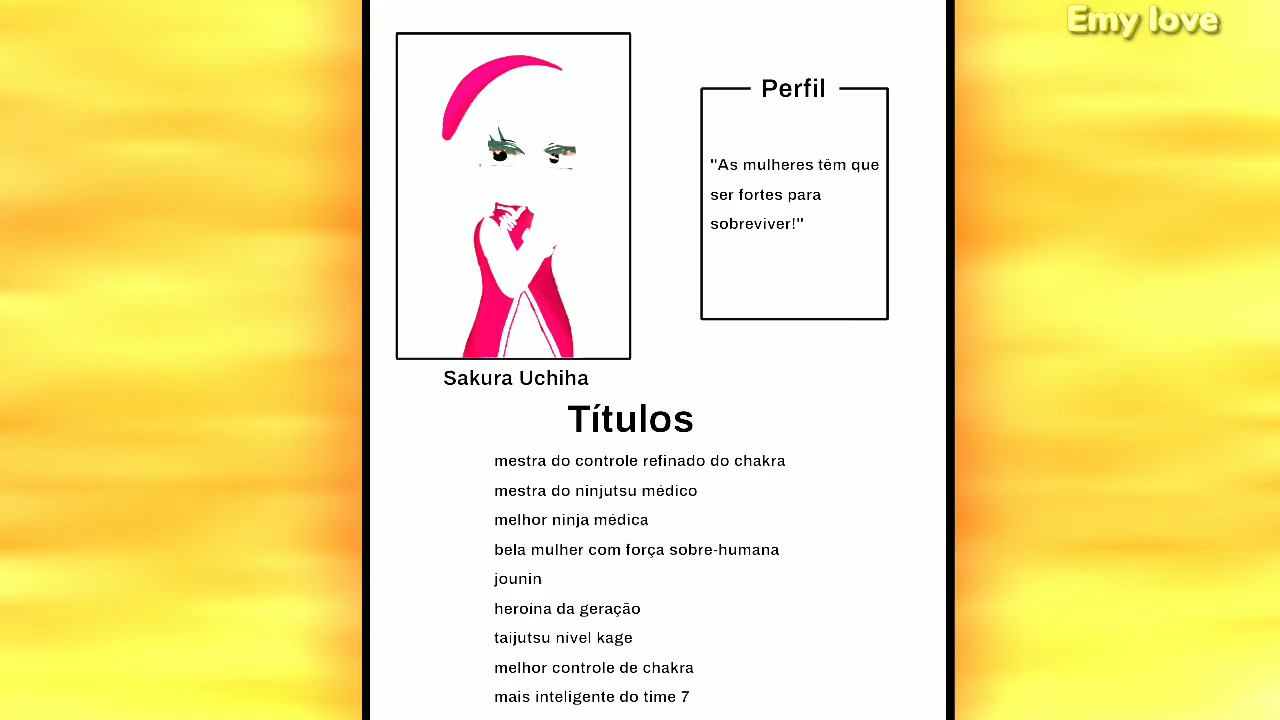 Emy love
Perfil
"As mulheres têm que
ser fortes para
sobreviver!"
Sakura Uchiha
Títulos
mestra do controle refinado do chakra
mestra do ninjutsu médico
melhor ninja médica
bela mulher com força sobre-humana
jounin
heroína da geração
taijutsu nível kage
melhor controle de chakra
mais inteligente do time 7